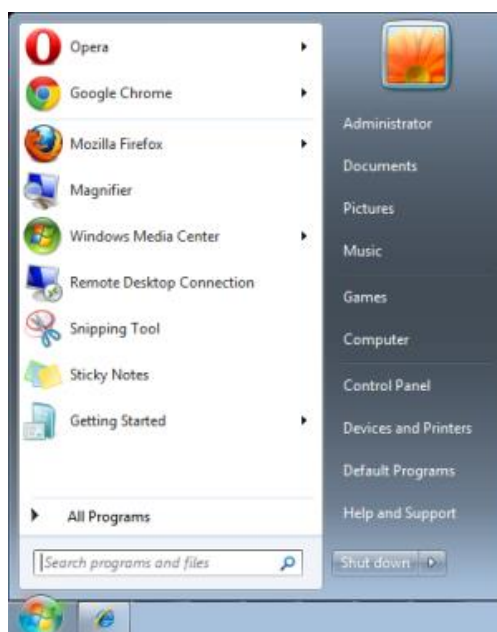 Opera
Google Chrome
Mozilla Firefox
Magnifier
Windows Media Center
Remote Desktop Connection
Snipping Tool
Sticky Notes
Getting Started
All Programs
Search programs and files
Administrator
Documents
Pictures
Music
Games
Computer
Control Panel
Devices and Printers
Default Programs
Help and Support
Shut down